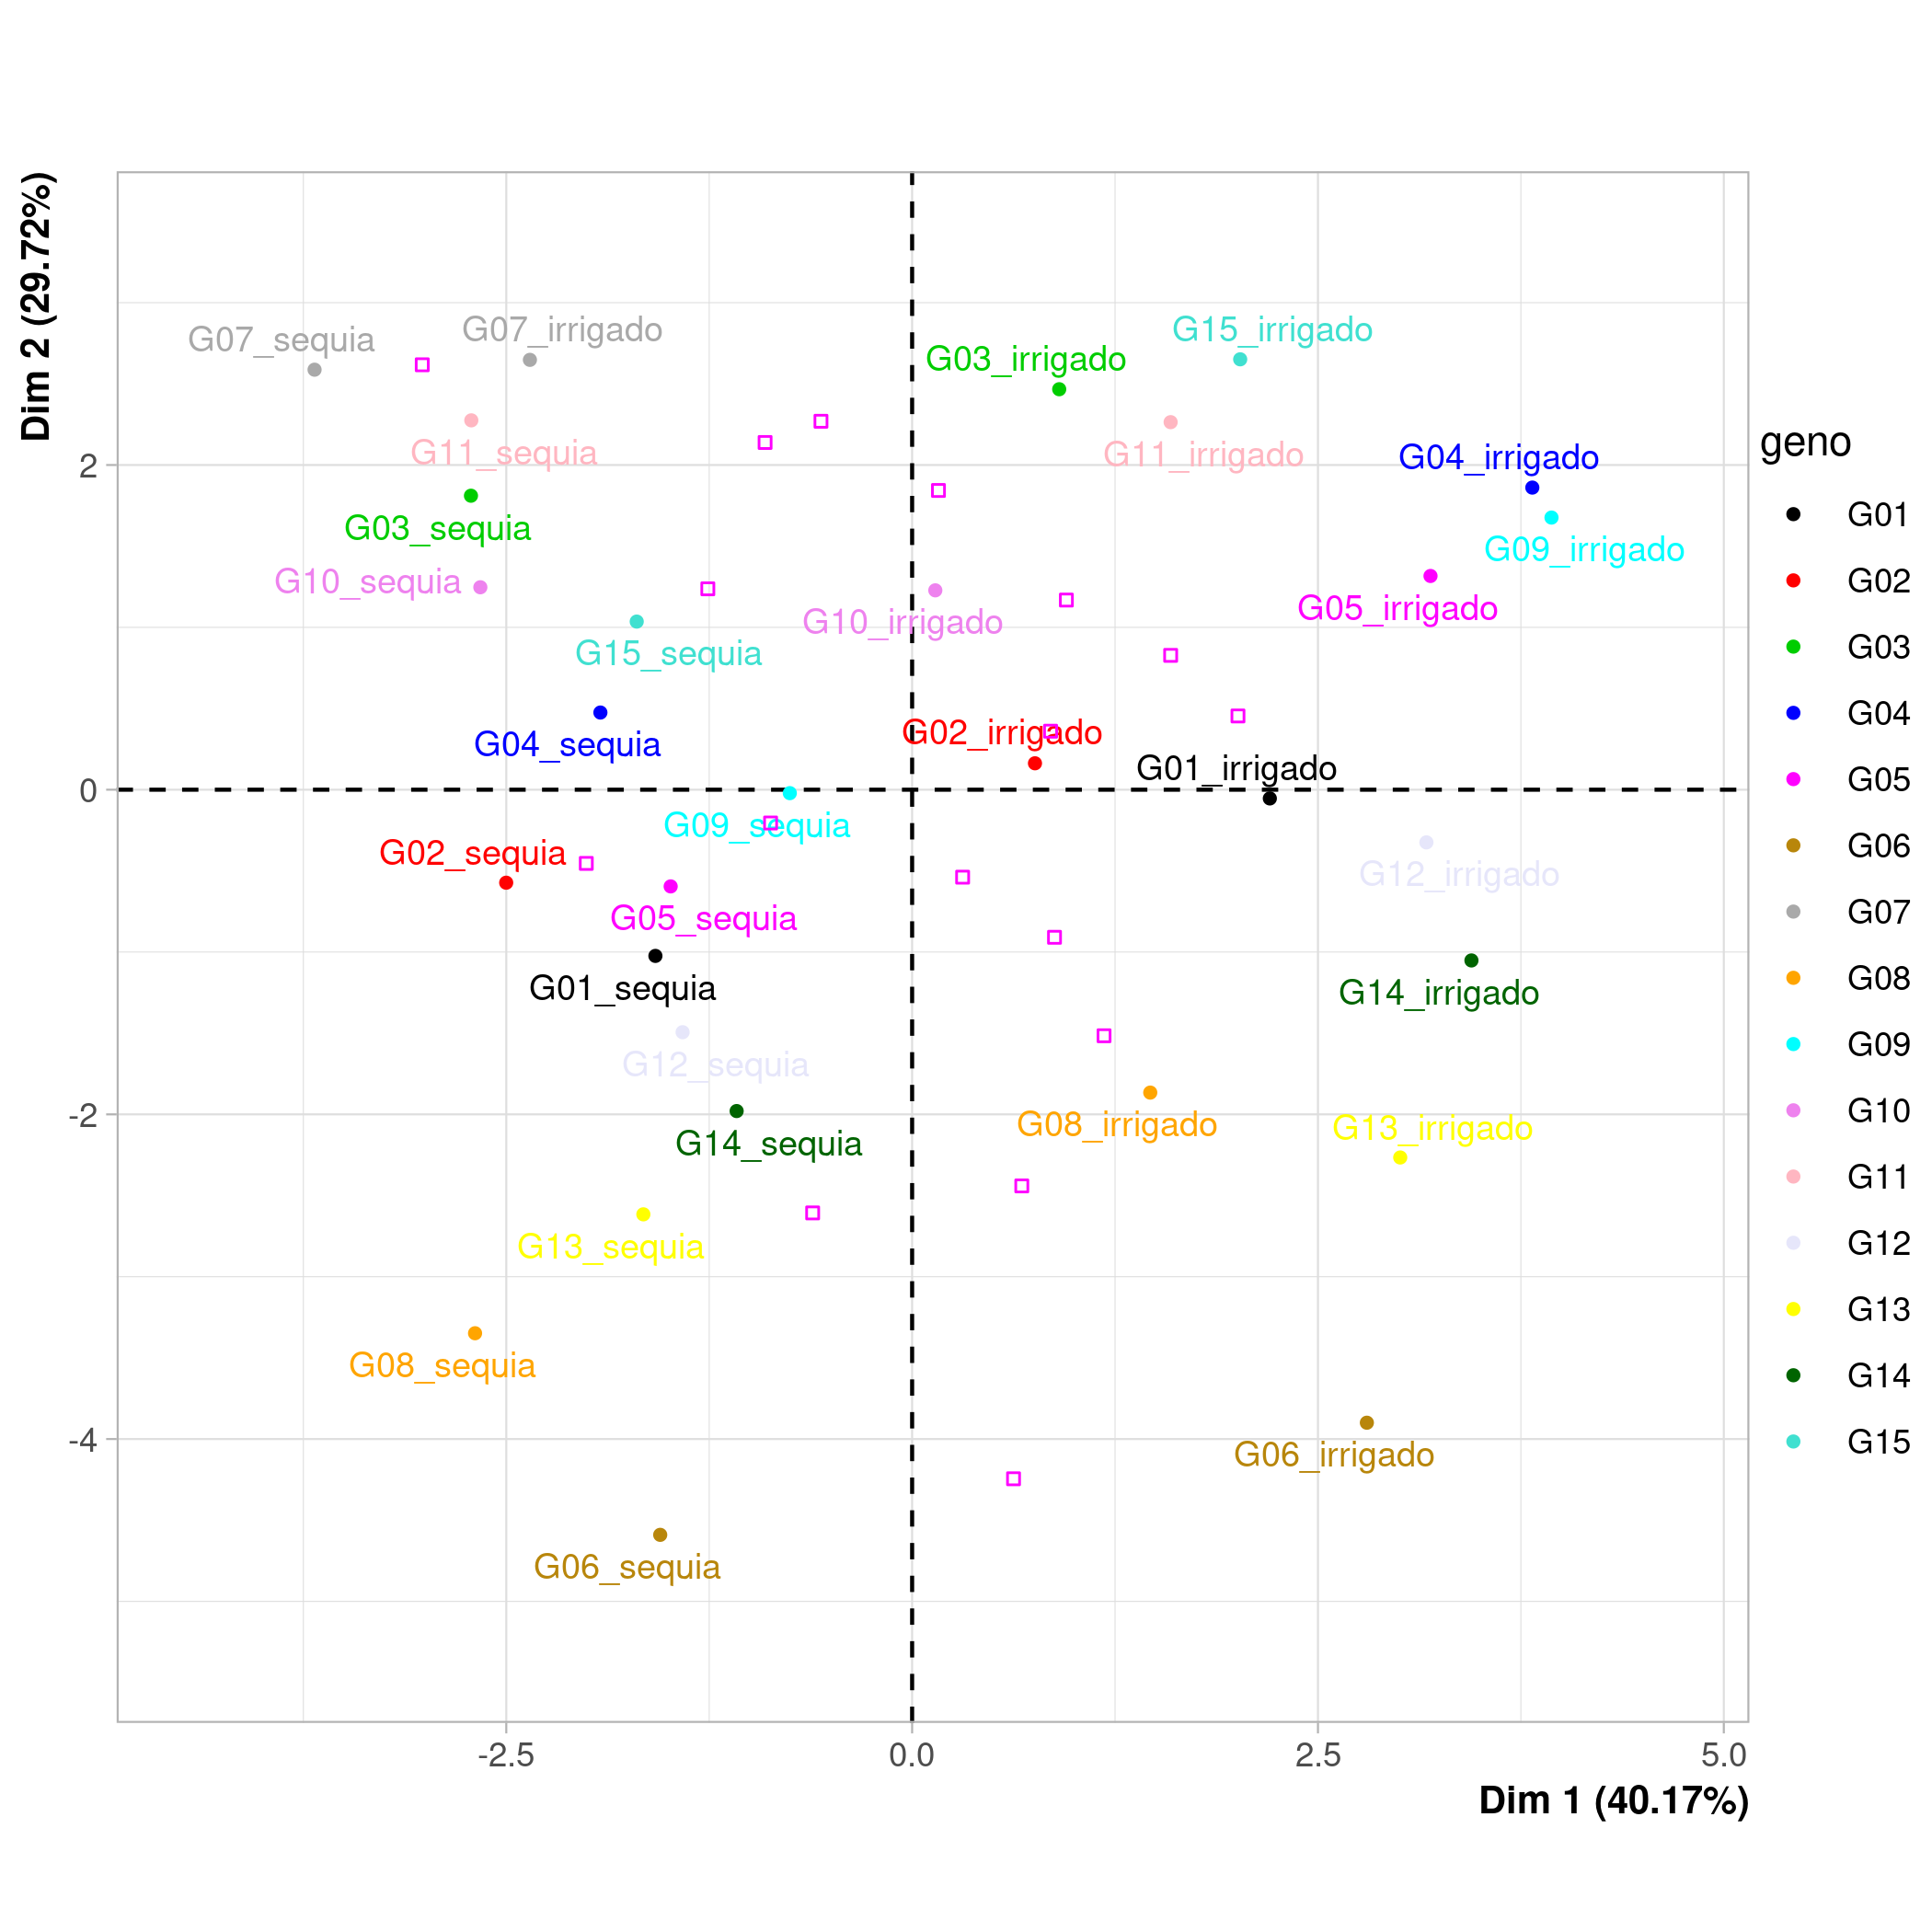 Dim 2 (29.72%)
G07_sequia
G07_irrigado
G15_irrigado
G03_irrigado
G11_sequia
G11_irrigado
G04_irrigado
G03_sequia
G09_irrigado
G10_sequia
G05_irrigado
G10_irrigado
G15_sequia
G02_irrigado
G04_sequia
G01_irrigado
G09_sequia
G02_sequia
G12_irrigado
G05_sequia
G01_sequia
G14_irrigado
G12_sequia
G08_irrigado
G13_irrigado
G14_sequia
G13_sequia
G08_sequia
G06_irrigado
G06_sequia
2
0
-2
-4
-2.5
0.0
2.5
5.0
Dim 1 (40.17%)
geno
G01
G02
G03
G04
G05
G06
G07
G08
G09
G10
G11
G12
G13
G14
G15